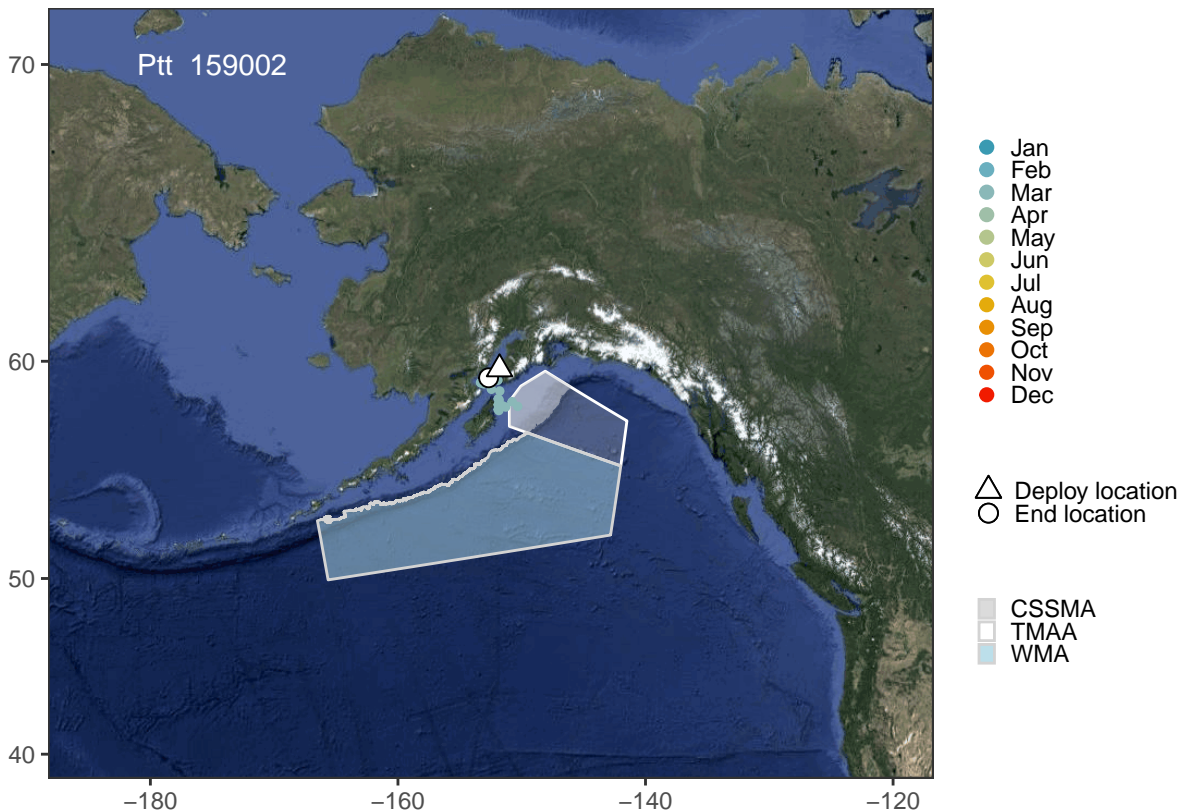 Ptt 159002
70
60
50
40
−180
−160
−140
−120
Jan
Feb
Mar
Apr
May
Jun
Jul
Aug
Sep
Oct
Nov
Dec
Deploy location
End location
CSSMA
TMAA
WMA